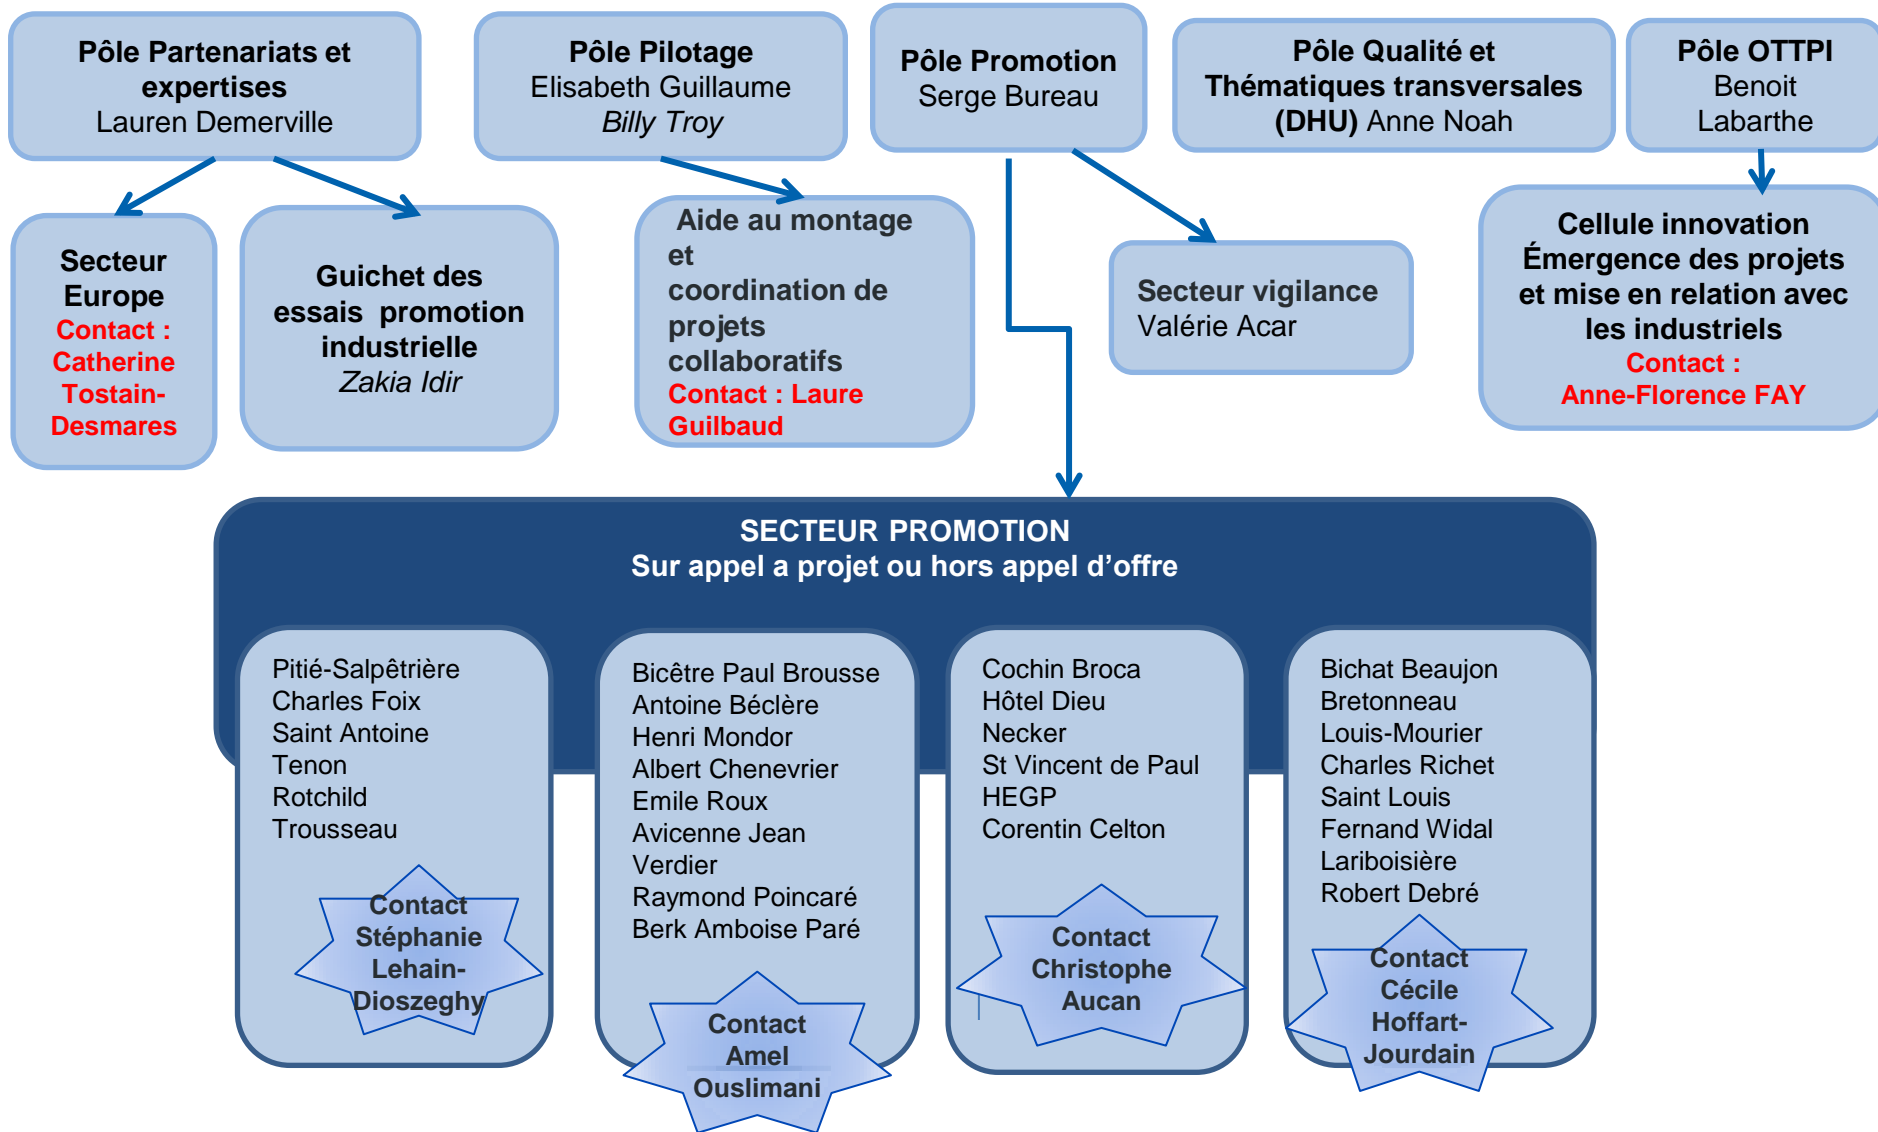 Pôle Partenariats et
expertises
Lauren Demerville
Pôle Pilotage
Elisabeth Guillaume
Billy Troy
Pôle Promotion
Serge Bureau
Pôle Qualité et
Thématiques transversales
(DHU) Anne Noah
Pôle OTTPI
Benoit
Labarthe
Secteur
Europe
Contact :
Catherine
Tostain-
Desmares
Guichet des
essais promotion
industrielle
Zakia Idir
Aide au montage
et
coordination de
projets
collaboratifs
Contact : Laure
Guilbaud
Secteur vigilance
Valérie Acar
Cellule innovation
Émergence des projets
et mise en relation avec
les industriels
Contact :
Anne-Florence FAY
SECTEUR PROMOTION
Sur appel a projet ou hors appel d’offre
Pitié-Salpêtrière
Charles Foix
Saint Antoine
Tenon
Rotchild
Trousseau
Contact
Stéphanie
Lehain-
Dioszeghy
Bicêtre Paul Brousse
Antoine Béclère
Henri Mondor
Albert Chenevrier
Emile Roux
Avicenne Jean
Verdier
Raymond Poincaré
Berk Amboise Paré
Contact
Amel
Ouslimani
Cochin Broca
Hôtel Dieu
Necker
St Vincent de Paul
HEGP
Corentin Celton
Contact
Christophe
Aucan
Bichat Beaujon
Bretonneau
Louis-Mourier
Charles Richet
Saint Louis
Fernand Widal
Lariboisière
Robert Debré
Contact
Cécile
Hoffart-
Jourdain